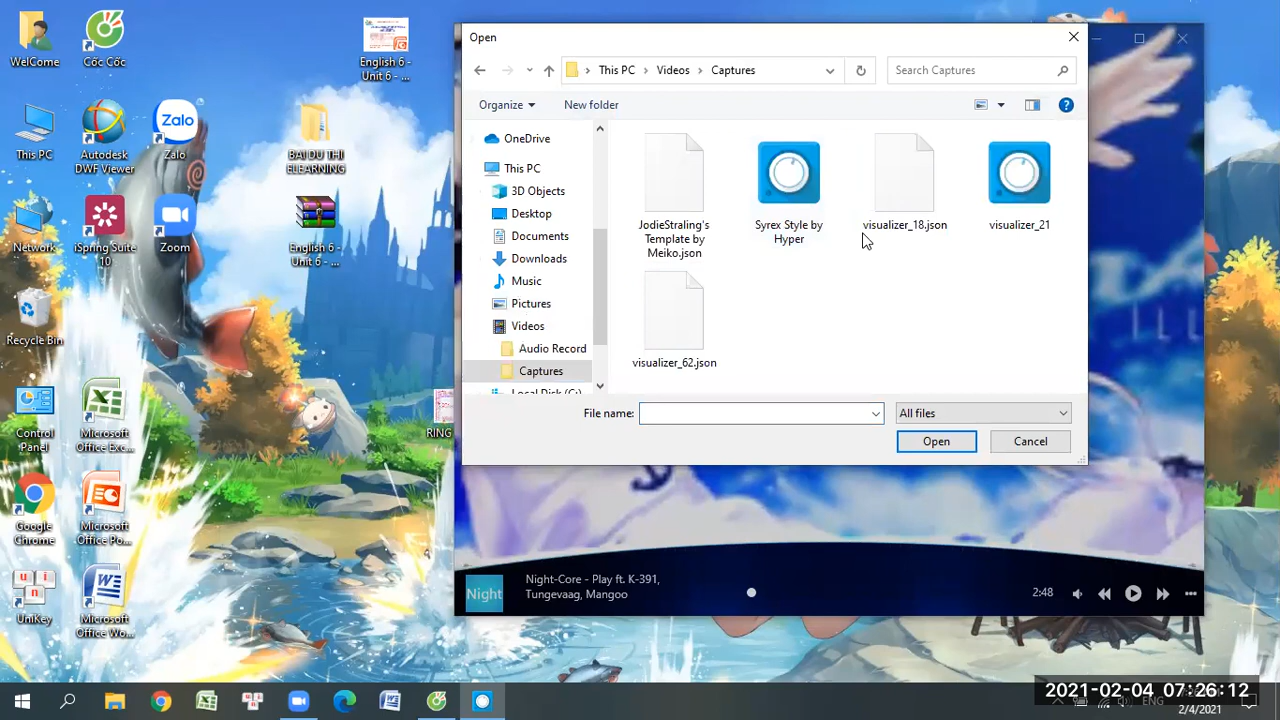 WelCome
Cốc Cốc
English 6 -
Unit 6 - ...
This PC
Autodesk
DWF Viewer
Zalo
Zalo
BAI DU THI
ELEARNING
Network
iSpring Suite
10
Zoom
English 6 -
Unit 6 - ...
Recycle Bin
Control
Panel
Microsoft
Office Exc...
RING
Google
Chrome
Microsoft
Office Po...
UniKey
Microsoft
Office Wo...
Open
This PC
Videos
Captures
Search Captures
Organize
New folder
OneDrive
This PC
3D Objects
Desktop
Documents
Downloads
Music
Pictures
Videos
Audio Record
Captures
Local Disk (C:)
JodieStraling's
Template by
Meiko.json
Syrex Style by
Hyper
visualizer_18.json
visualizer_21
visualizer_62.json
File name:
All files
Open
Cancel
Night
Night-Core - Play ft. K-391,
Tungevaag, Mangoo
2:48
2021-02-04 07:26:12
ENG
2/4/2021